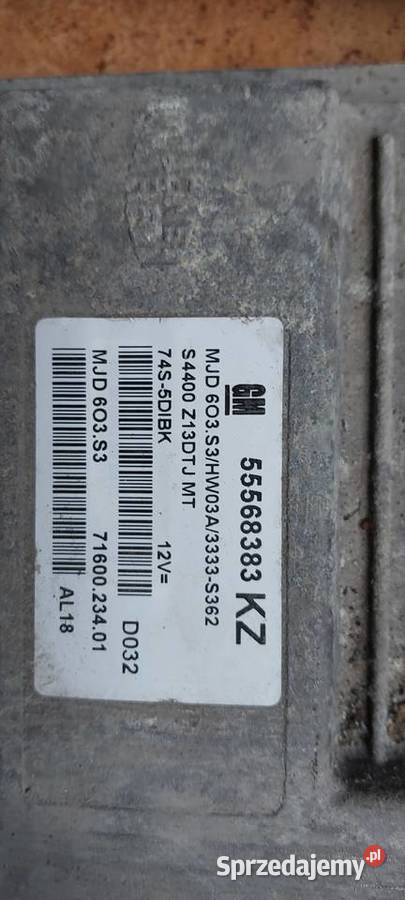 GM 55568383 KZ
MJD 6O3.S3/HW03A/3333-S362
S4400 Z13DTJ MT
74S-5DIBK 12V= D032
MJD 6O3.S3 71600.234.01
AL18
Sprzedajemy.pl